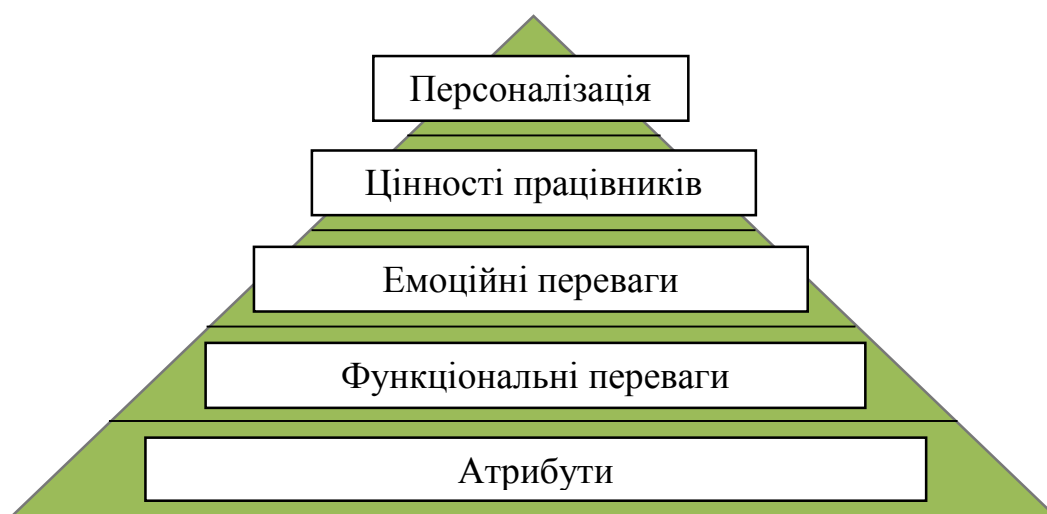 Персоналізація
Цінності працівників
Емоційні переваги
Функціональні переваги
Атрибути